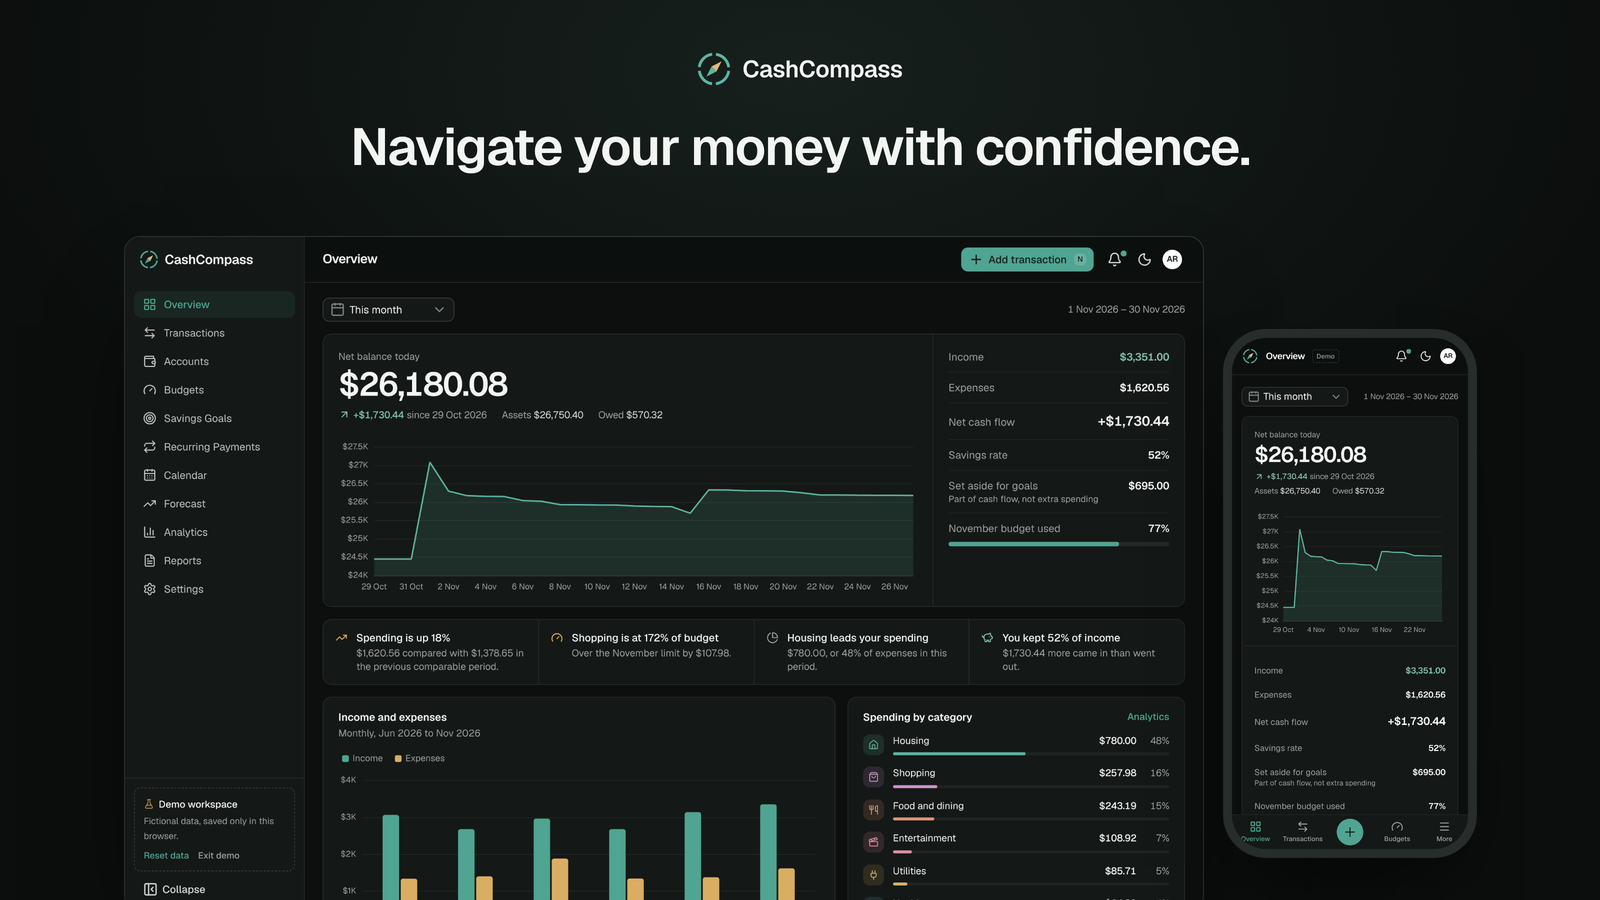 CashCompass
Navigate your money with confidence.
CashCompass
Overview
Transactions
Accounts
Budgets
Savings Goals
Recurring Payments
Calendar
Forecast
Analytics
Reports
Settings
Demo workspace
Fictional data, saved only in this
browser.
Reset data Exit demo
Collapse
Overview
Add transaction N
AR
This month
1 Nov 2026 – 30 Nov 2026
Net balance today
$26,180.08
+$1,730.44 since 29 Oct 2026 Assets $26,750.40 Owed $570.32
$27.5K
$27K
$26.5K
$26K
$25.5K
$25K
$24.5K
$24K
29 Oct 31 Oct 2 Nov 4 Nov 6 Nov 8 Nov 10 Nov 12 Nov 14 Nov 16 Nov 18 Nov 20 Nov 22 Nov 24 Nov 26 Nov
Income $3,351.00
Expenses $1,620.56
Net cash flow +$1,730.44
Savings rate 52%
Set aside for goals $695.00
Part of cash flow, not extra spending
November budget used 77%
Spending is up 18%
$1,620.56 compared with $1,378.65 in
the previous comparable period.
Shopping is at 172% of budget
Over the November limit by $107.98.
Housing leads your spending
$780.00, or 48% of expenses in this
period.
You kept 52% of income
$1,730.44 more came in than went
out.
Income and expenses
Monthly, Jun 2026 to Nov 2026
Income Expenses
$4K
$3K
$2K
$1K
Spending by category Analytics
Housing $780.00 48%
Shopping $257.98 16%
Food and dining $243.19 15%
Entertainment $108.92 7%
Utilities $85.71 5%
Overview Demo AR
This month 1 Nov 2026 – 30 Nov 2026
Net balance today
$26,180.08
+$1,730.44 since 29 Oct 2026
Assets $26,750.40 Owed $570.32
$27.5K
$27K
$26.5K
$26K
$25.5K
$25K
$24.5K
$24K
29 Oct 4 Nov 10 Nov 16 Nov 22 Nov
Income $3,351.00
Expenses $1,620.56
Net cash flow +$1,730.44
Savings rate 52%
Set aside for goals $695.00
Part of cash flow, not extra spending
November budget used 77%
Overview Transactions Budgets More